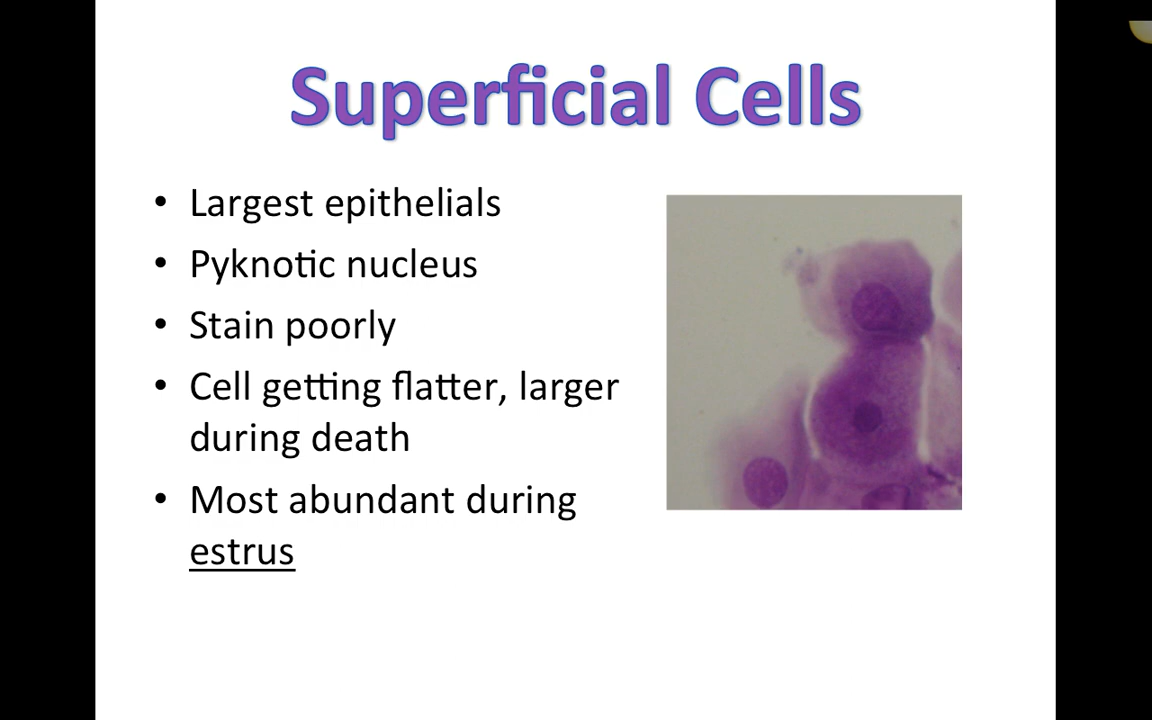 Superficial Cells
• Largest epithelials
• Pyknotic nucleus
• Stain poorly
• Cell getting flatter, larger
during death
• Most abundant during
estrus